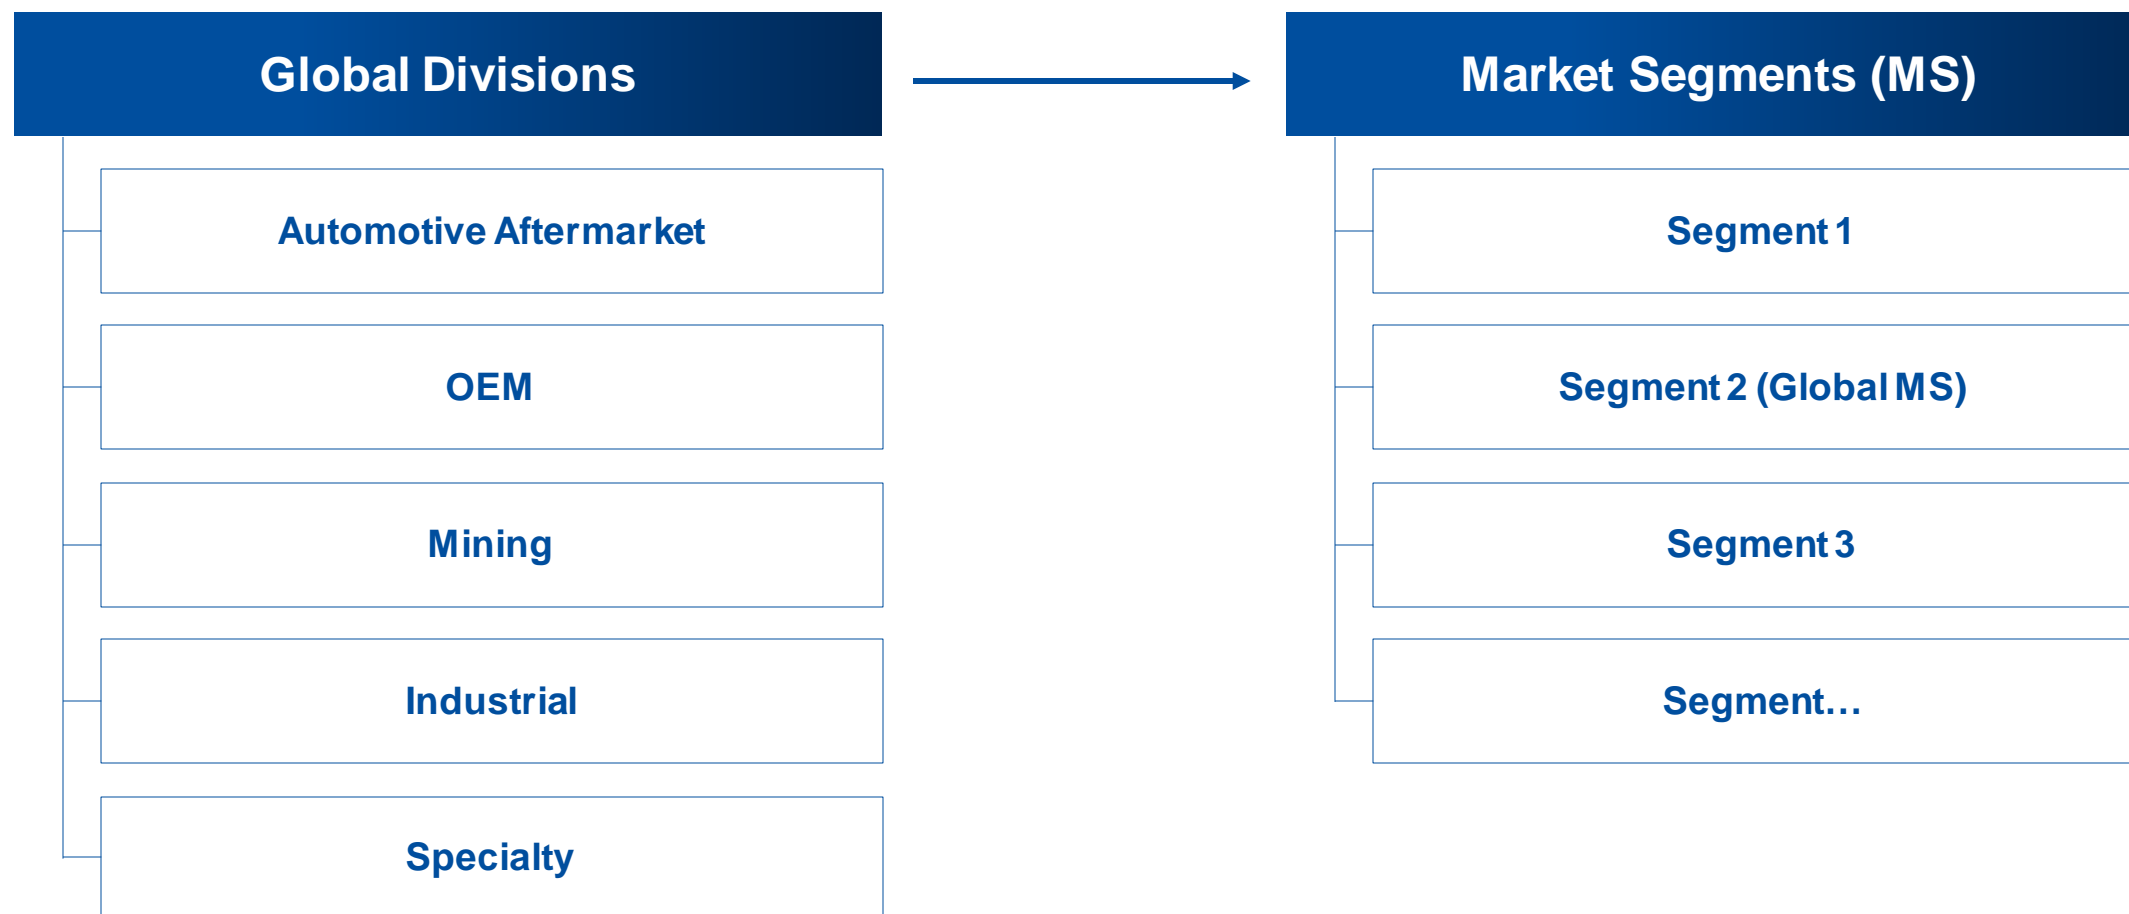 Global Divisions
Automotive Aftermarket
OEM
Mining
Industrial
Specialty
Market Segments (MS)
Segment 1
Segment 2 (Global MS)
Segment 3
Segment…